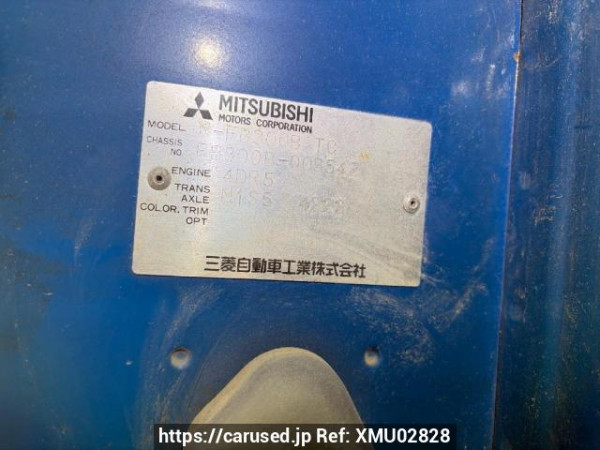 MITSUBISHI
MOTORS CORPORATION
MODEL
CHASSIS
NO
ENGINE 4D35
TRANS
AXLE
COLOR, TRIM
OPT
三菱自動車工業株式会社
https://carused.jp Ref: XMU02828